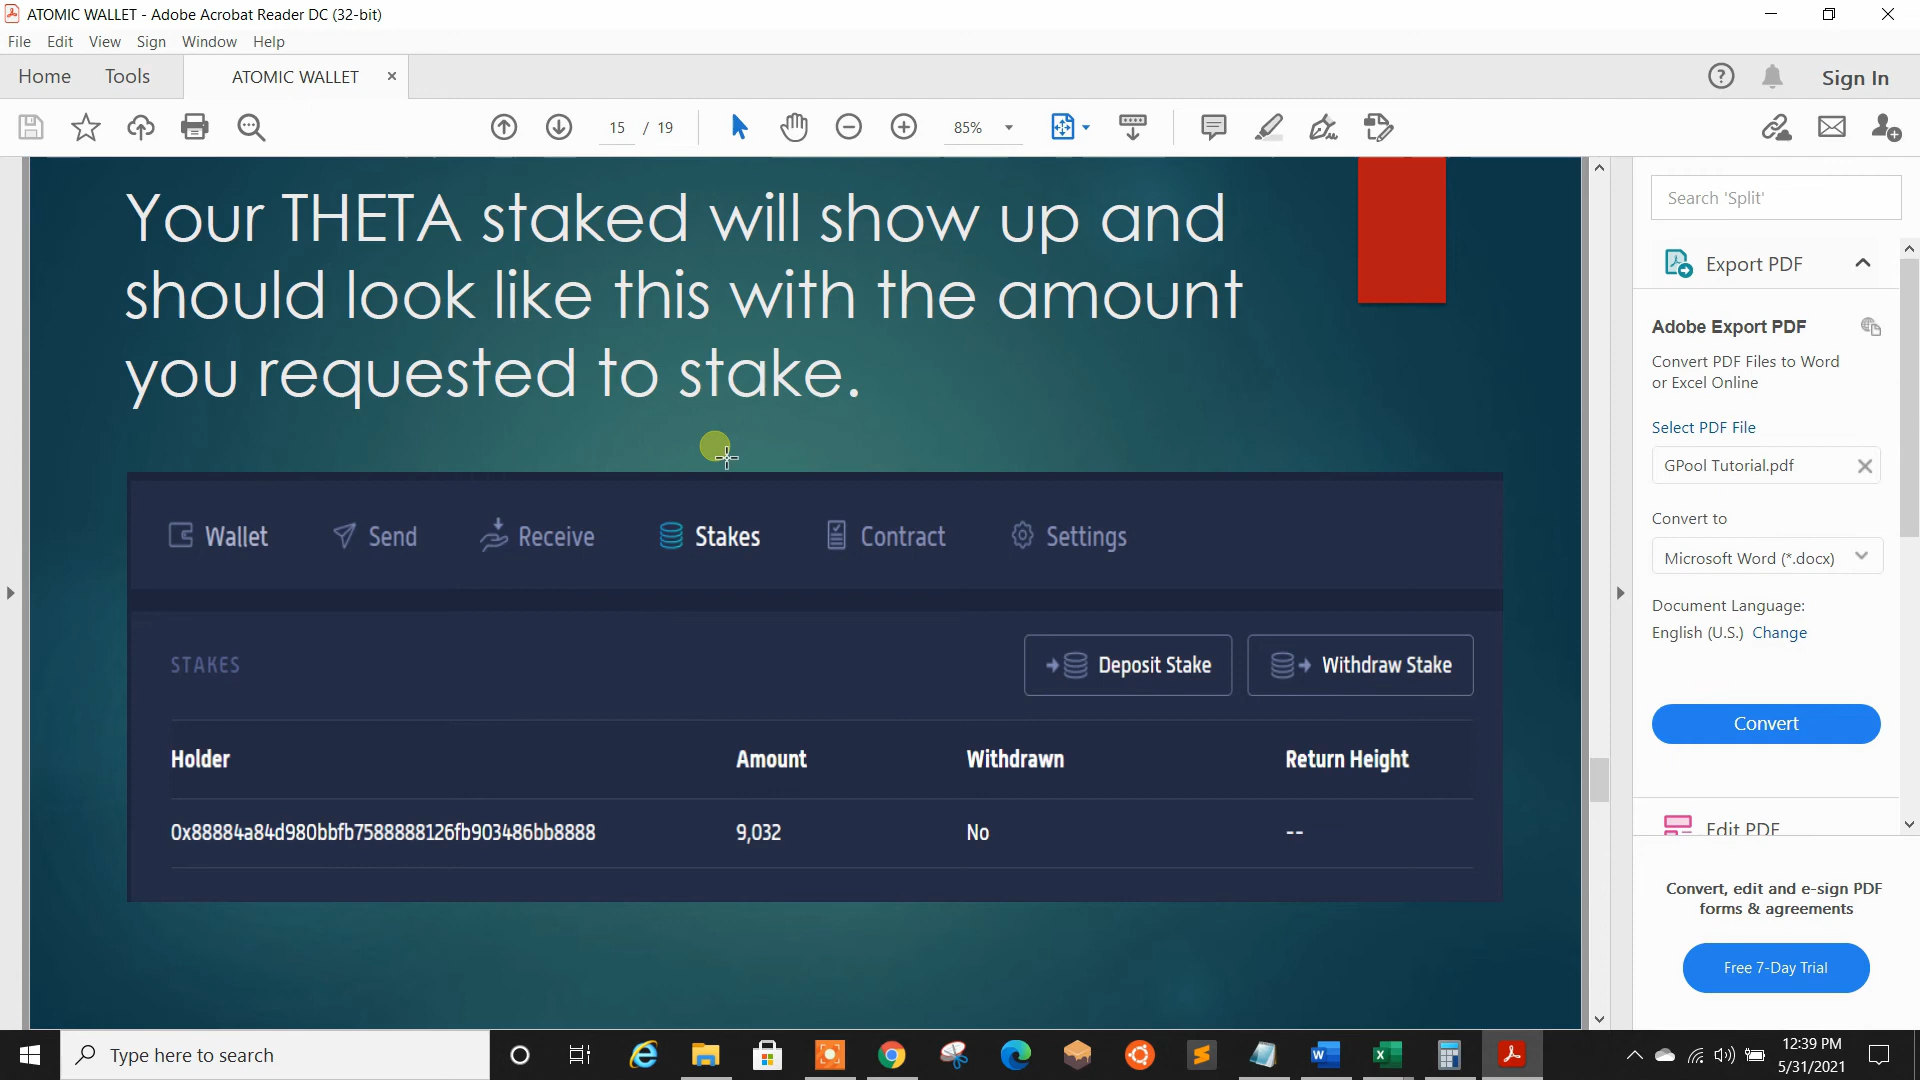 ATOMIC WALLET - Adobe Acrobat Reader DC (32-bit)
File Edit View Sign Window Help
Home Tools ATOMIC WALLET × Sign In
15 / 19 85%
Your THETA staked will show up and
should look like this with the amount
you requested to stake.
Wallet Send Receive Stakes Contract Settings
STAKES Deposit Stake Withdraw Stake
Holder Amount Withdrawn Return Height
0x88884a84d980bbfb7588888126fb903486bb8888 9,032 No --
Search 'Split'
Export PDF
Adobe Export PDF
Convert PDF Files to Word
or Excel Online
Select PDF File
GPool Tutorial.pdf
Convert to
Microsoft Word (*.docx)
Document Language:
English (U.S.) Change
Convert
Edit PDF
Convert, edit and e-sign PDF
forms & agreements
Free 7-Day Trial
Type here to search
12:39 PM
5/31/2021